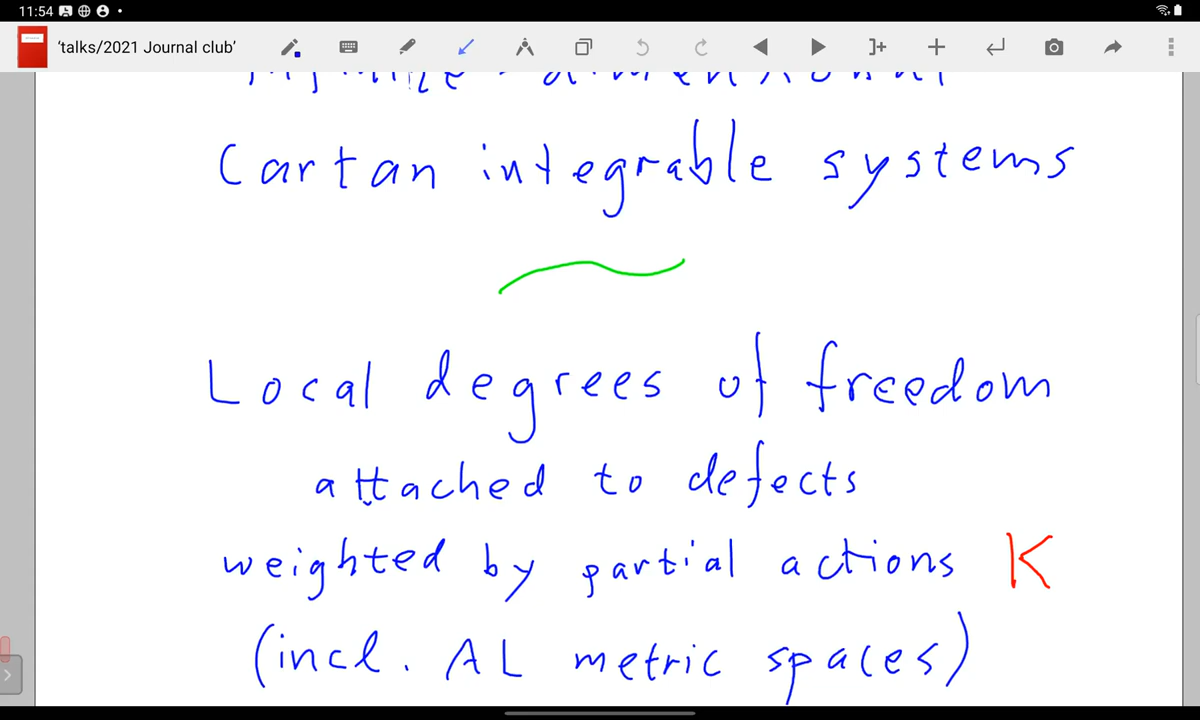 11:54
'talks/2021 Journal club'
Cartan integrable systems
Local degrees of freedom
attached to defects
weighted by partial actions K
(incl. AL metric spaces)